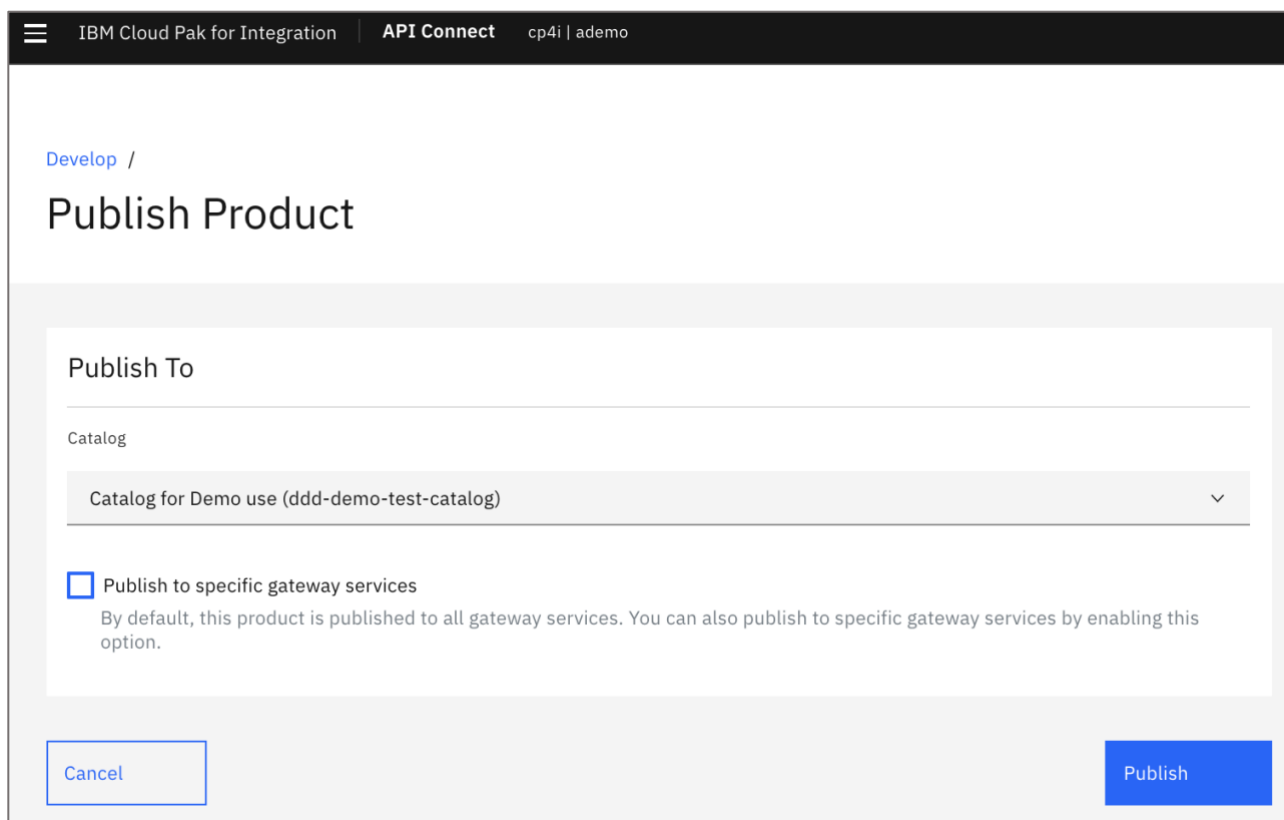 IBM Cloud Pak for Integration API Connect cp4i | ademo
Develop /
Publish Product
Publish To
Catalog
Catalog for Demo use (ddd-demo-test-catalog)
Publish to specific gateway services
By default, this product is published to all gateway services. You can also publish to specific gateway services by enabling this
option.
Cancel Publish